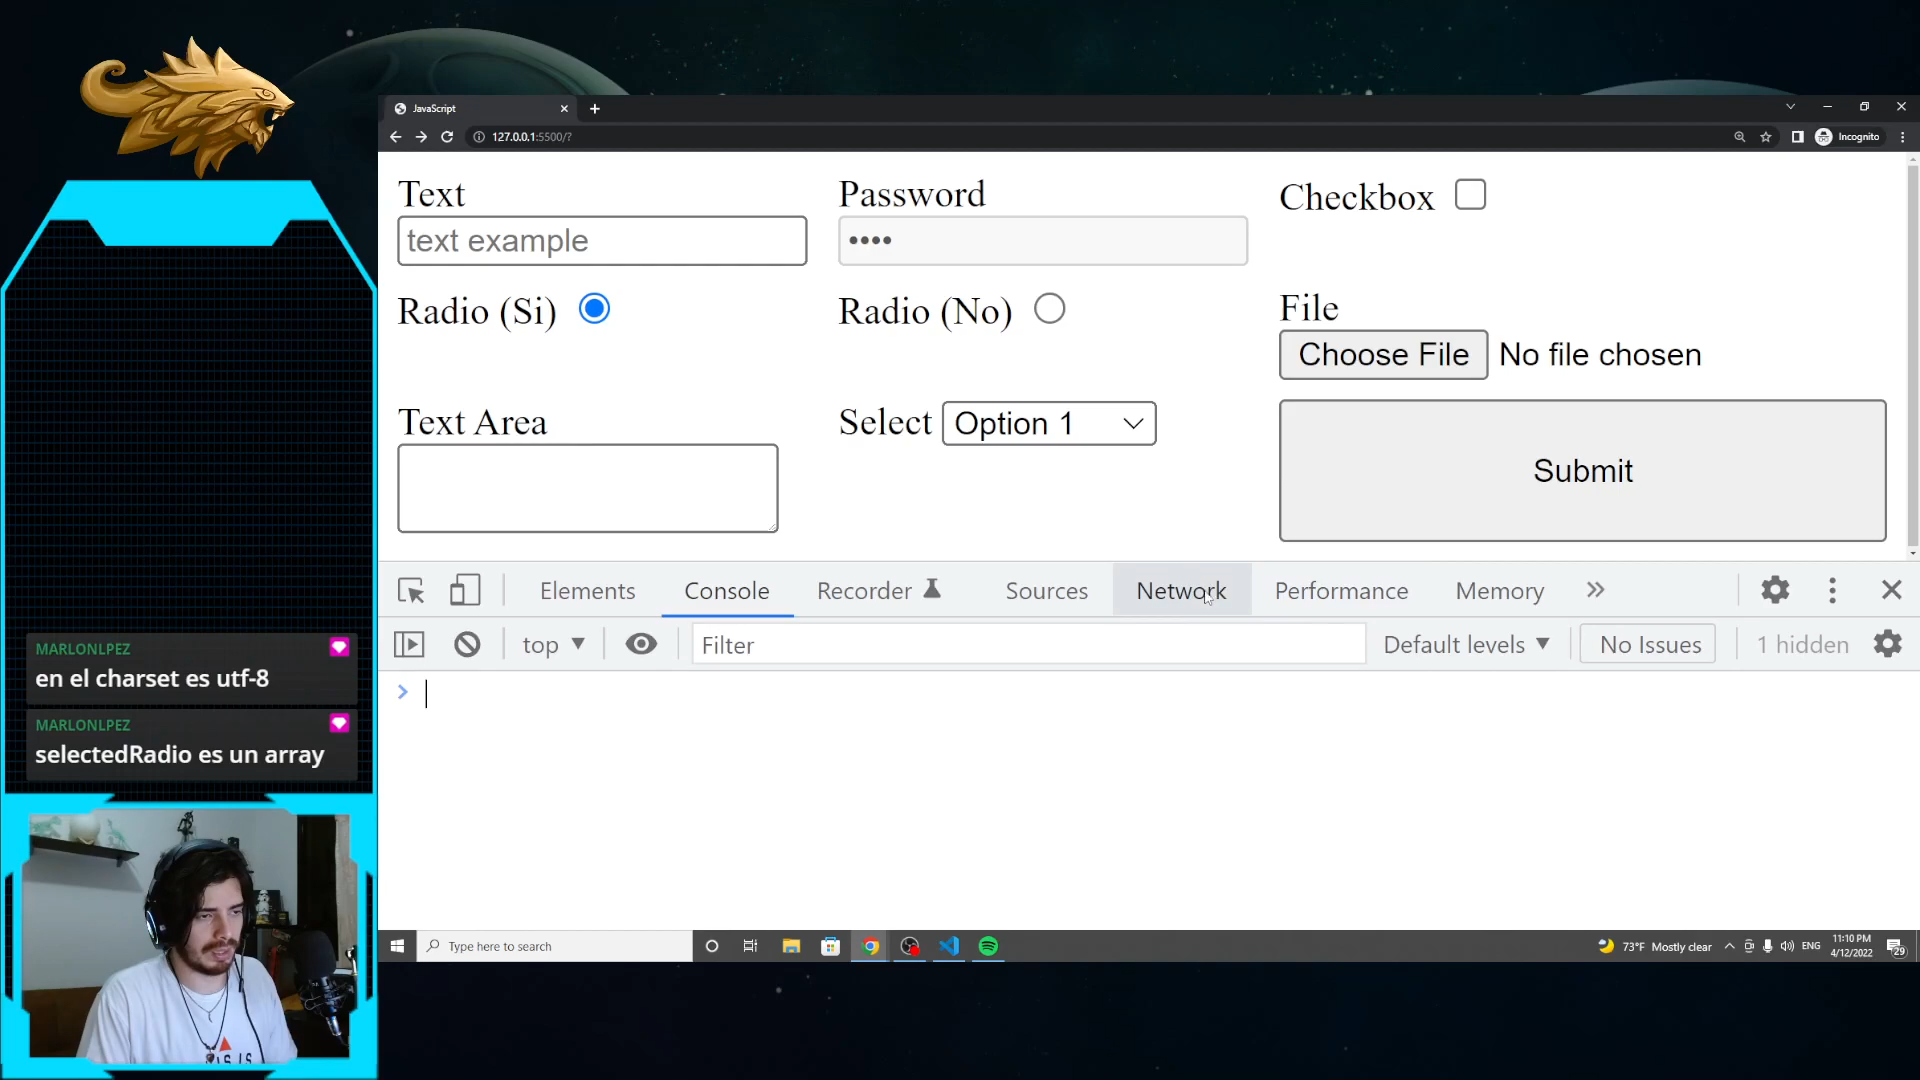 JavaScript
127.0.0.1:5500/?
Incognito
Text
Password
Checkbox
text example
••••
Radio (Si)
Radio (No)
File
Choose File No file chosen
Text Area
Select Option 1
Submit
Elements Console Recorder Sources Network Performance Memory
top Filter Default levels No Issues 1 hidden
MARLONLPEZ
en el charset es utf-8
MARLONLPEZ
selectedRadio es un array
Type here to search
73°F Mostly clear ENG
11:10 PM
4/12/2022
29